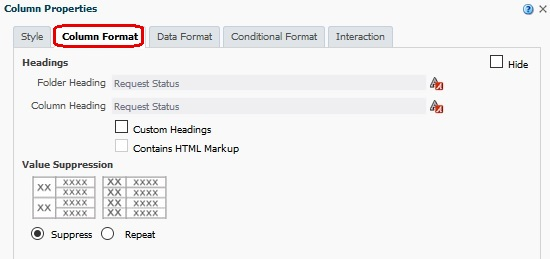 Column Properties
Style Column Format Data Format Conditional Format Interaction
Headings Hide
Folder Heading Request Status
Column Heading Request Status
Custom Headings
Contains HTML Markup
Value Suppression
XX XXXX XX XXXX
XXXX XX XXXX
XX XXXX XX XXXX
XXXX XX XXXX
Suppress Repeat